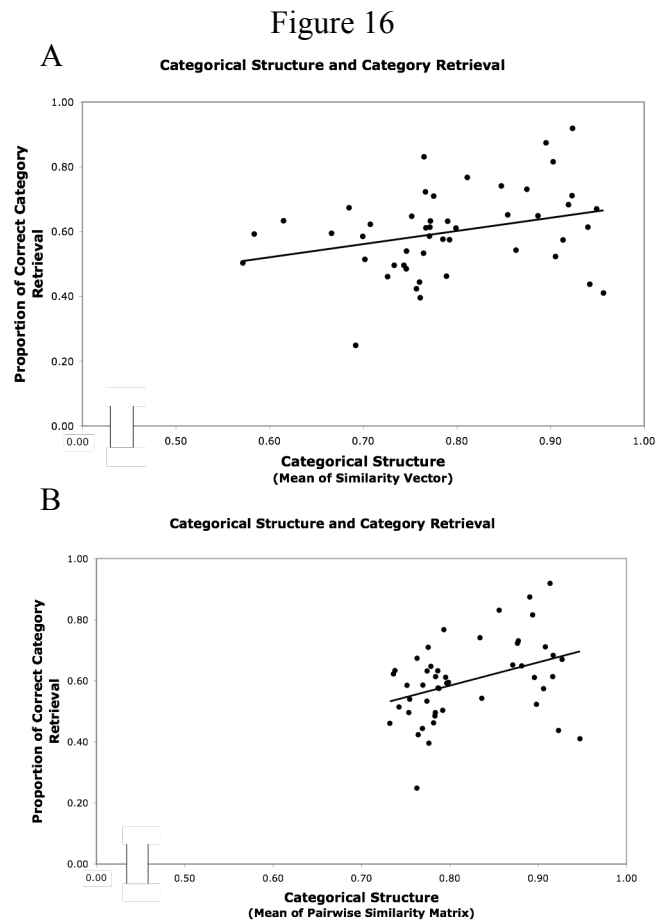 Figure 16
A
Categorical Structure and Category Retrieval
1.00
0.80
0.60
0.40
0.20
0.00
Proportion of Correct Category
Retrieval
0.00 0.50 0.60 0.70 0.80 0.90 1.00
Categorical Structure
(Mean of Similarity Vector)
B
Categorical Structure and Category Retrieval
1.00
0.80
0.60
0.40
0.20
0.00
Proportion of Correct Category
Retrieval
0.00 0.50 0.60 0.70 0.80 0.90 1.00
Categorical Structure
(Mean of Pairwise Similarity Matrix)